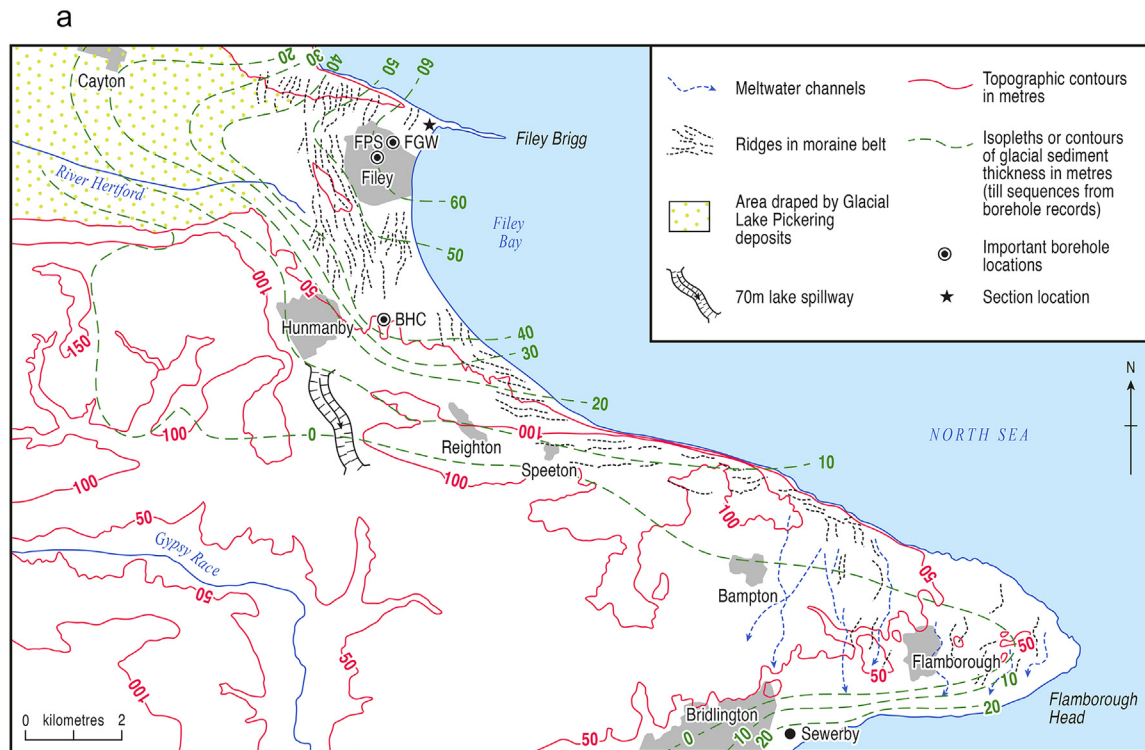 a
Cayton
20
30
40
50
60
FPS
FGW
Filey
Filey Brigg
River Hertford
60
Filey
Bay
50
100
50
Hunmanby
BHC
150
40
30
20
100
100
0
Reighton
100
Speeton
10
NORTH SEA
100
100
50
Gypsy Race
50
50
Bampton
50
50
Flamborough
50
10
20
Flamborough
Head
100
50
Bridlington
0
10
20
Sewerby
0 kilometres 2
Meltwater channels
Ridges in moraine belt
Area draped by Glacial
Lake Pickering
deposits
70m lake spillway
Topographic contours
in metres
Isopleths or contours
of glacial sediment
thickness in metres
(till sequences from
borehole records)
Important borehole
locations
Section location
N